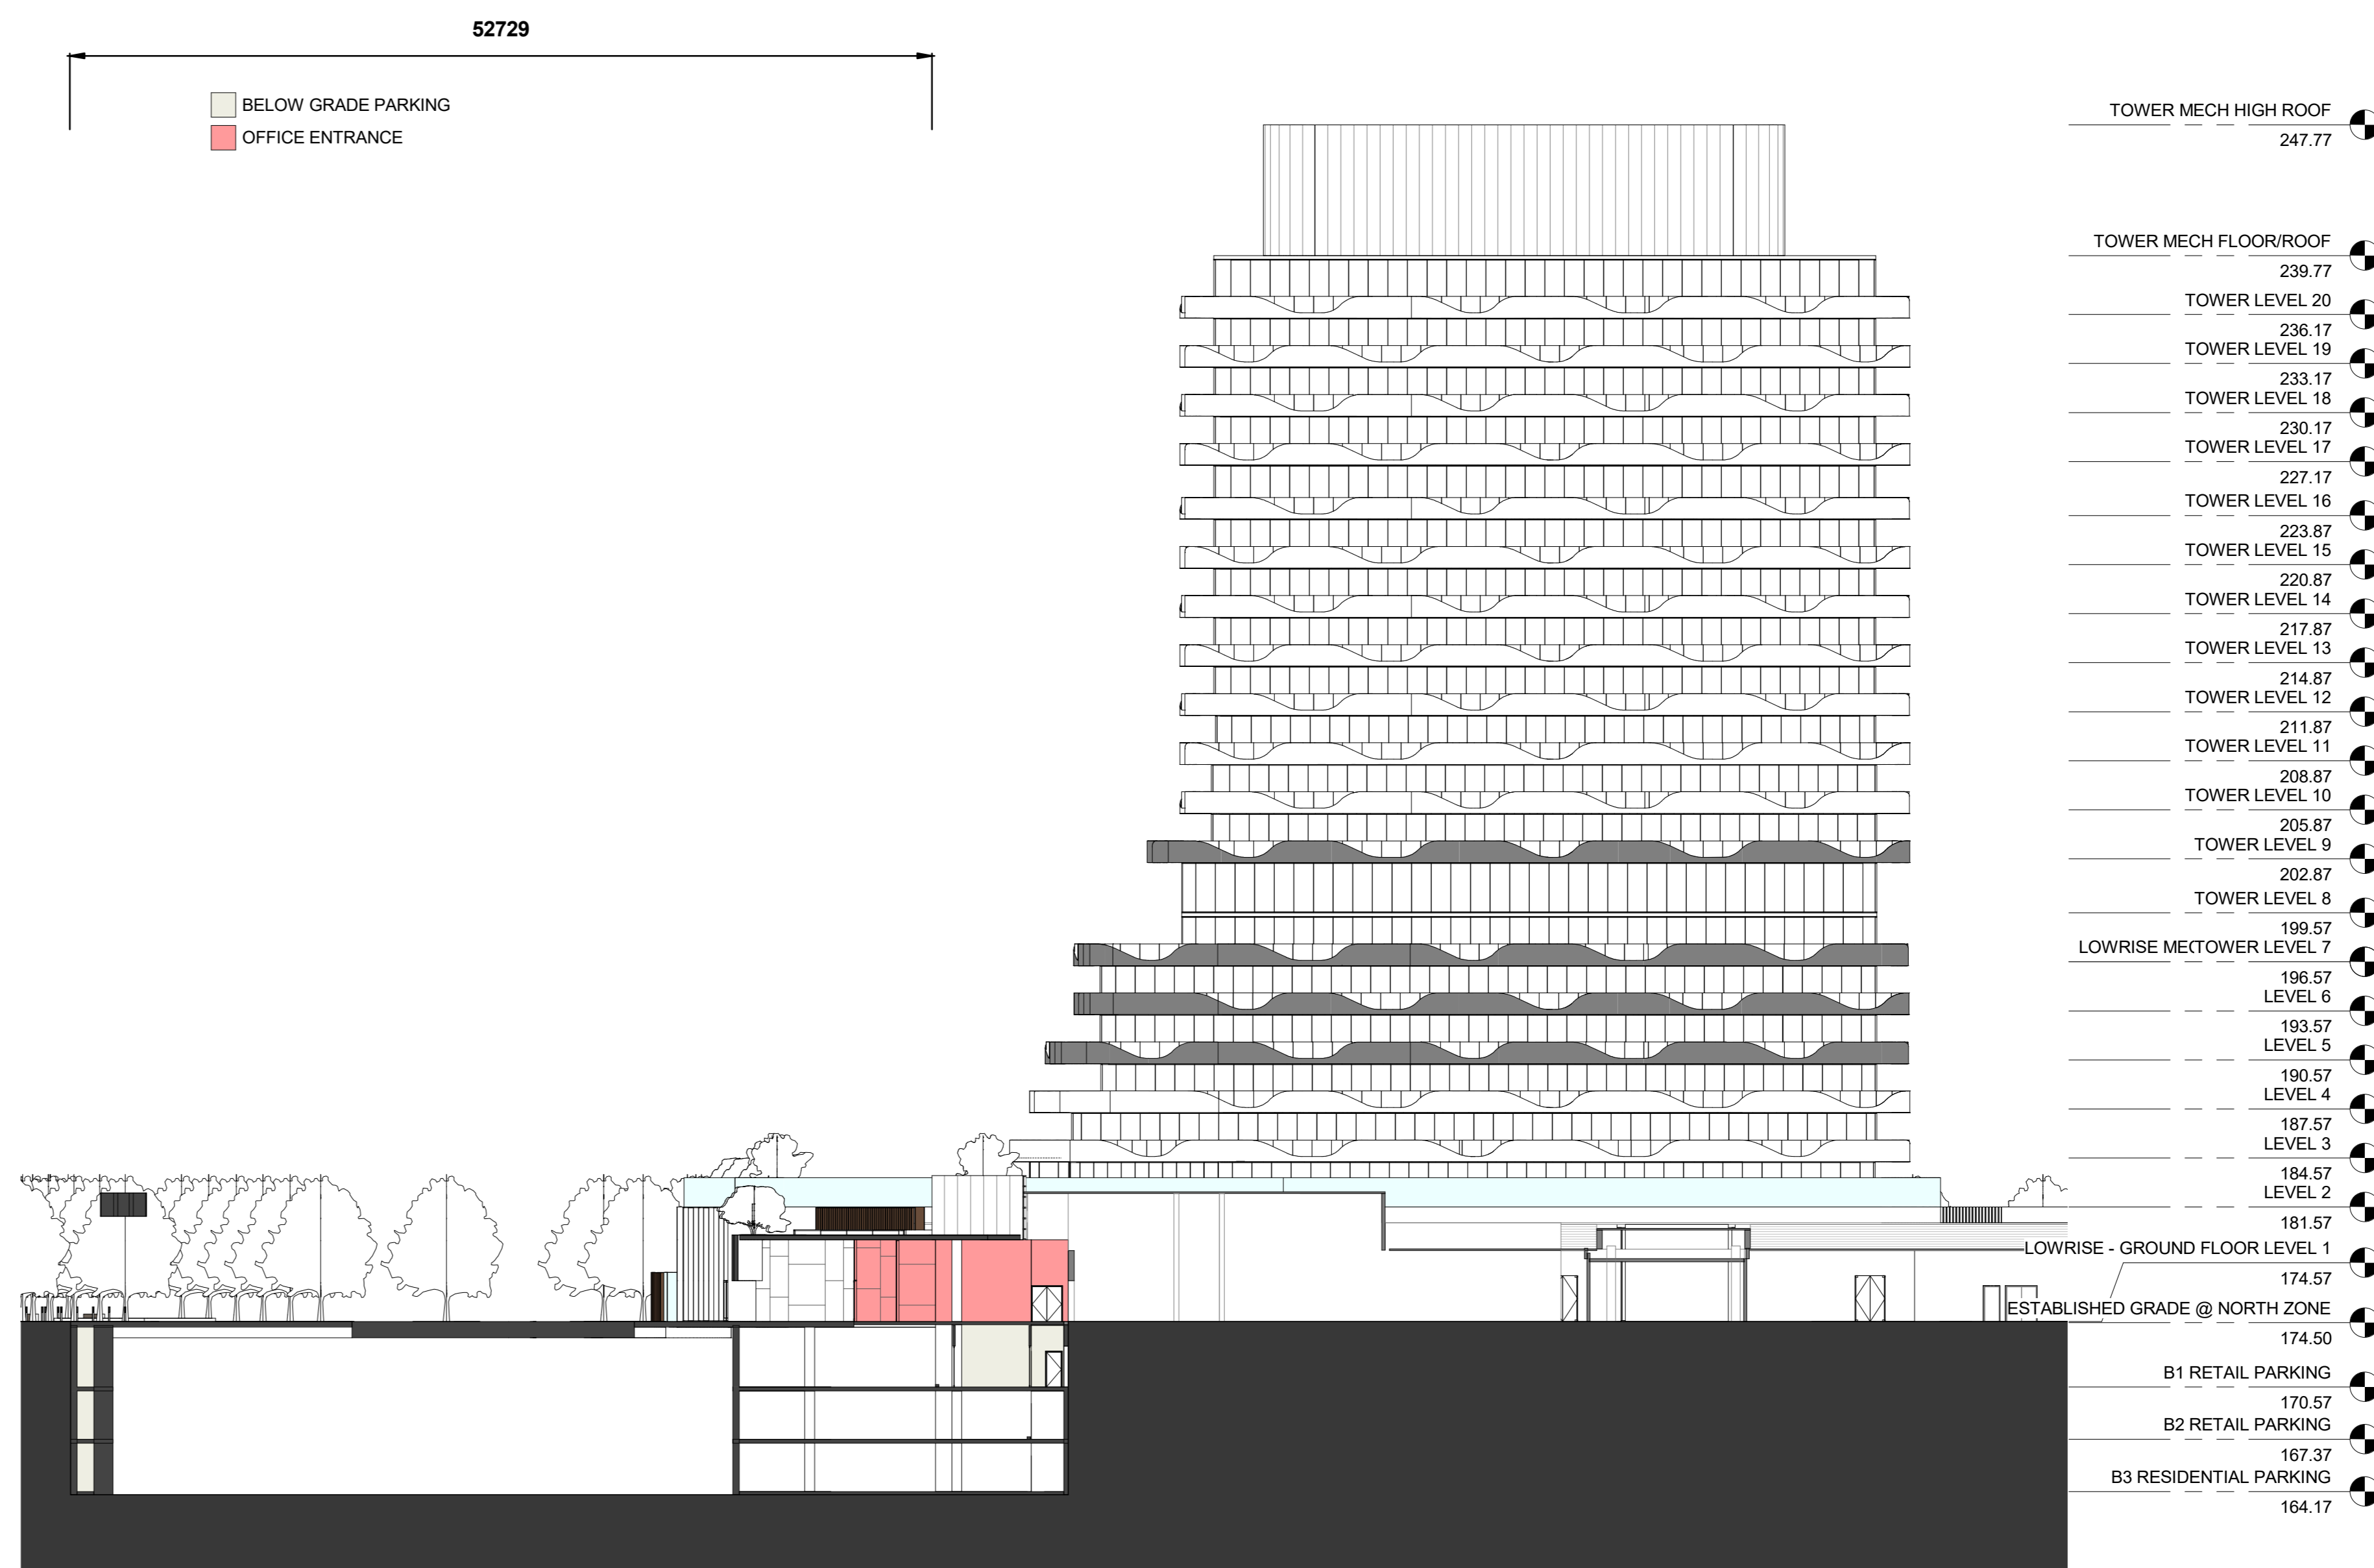 52729
BELOW GRADE PARKING
OFFICE ENTRANCE
TOWER MECH HIGH ROOF
247.77
TOWER MECH FLOOR/ROOF
239.77
TOWER LEVEL 20
236.17
TOWER LEVEL 19
233.17
TOWER LEVEL 18
230.17
TOWER LEVEL 17
227.17
TOWER LEVEL 16
223.87
TOWER LEVEL 15
220.87
TOWER LEVEL 14
217.87
TOWER LEVEL 13
214.87
TOWER LEVEL 12
211.87
TOWER LEVEL 11
208.87
TOWER LEVEL 10
205.87
TOWER LEVEL 9
202.87
TOWER LEVEL 8
199.57
LOWRISE TOWER LEVEL 7
196.57
LEVEL 6
193.57
LEVEL 5
190.57
LEVEL 4
187.57
LEVEL 3
184.57
LEVEL 2
181.57
LOWRISE - GROUND FLOOR LEVEL 1
174.57
ESTABLISHED GRADE @ NORTH ZONE
174.50
B1 RETAIL PARKING
170.57
B2 RETAIL PARKING
167.37
B3 RESIDENTIAL PARKING
164.17